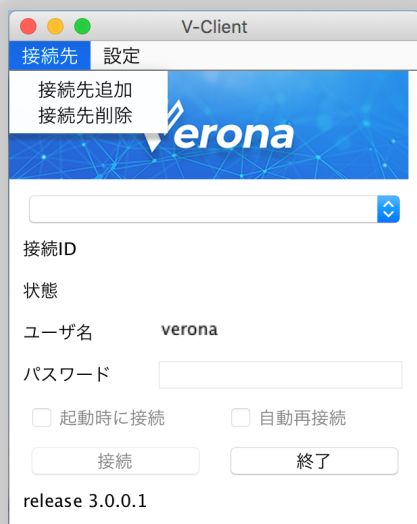 V-Client
接続先 設定
接続先追加
接続先削除
Verona
接続ID
状態
ユーザ名 verona
パスワード
起動時に接続 自動再接続
接続 終了
release 3.0.0.1